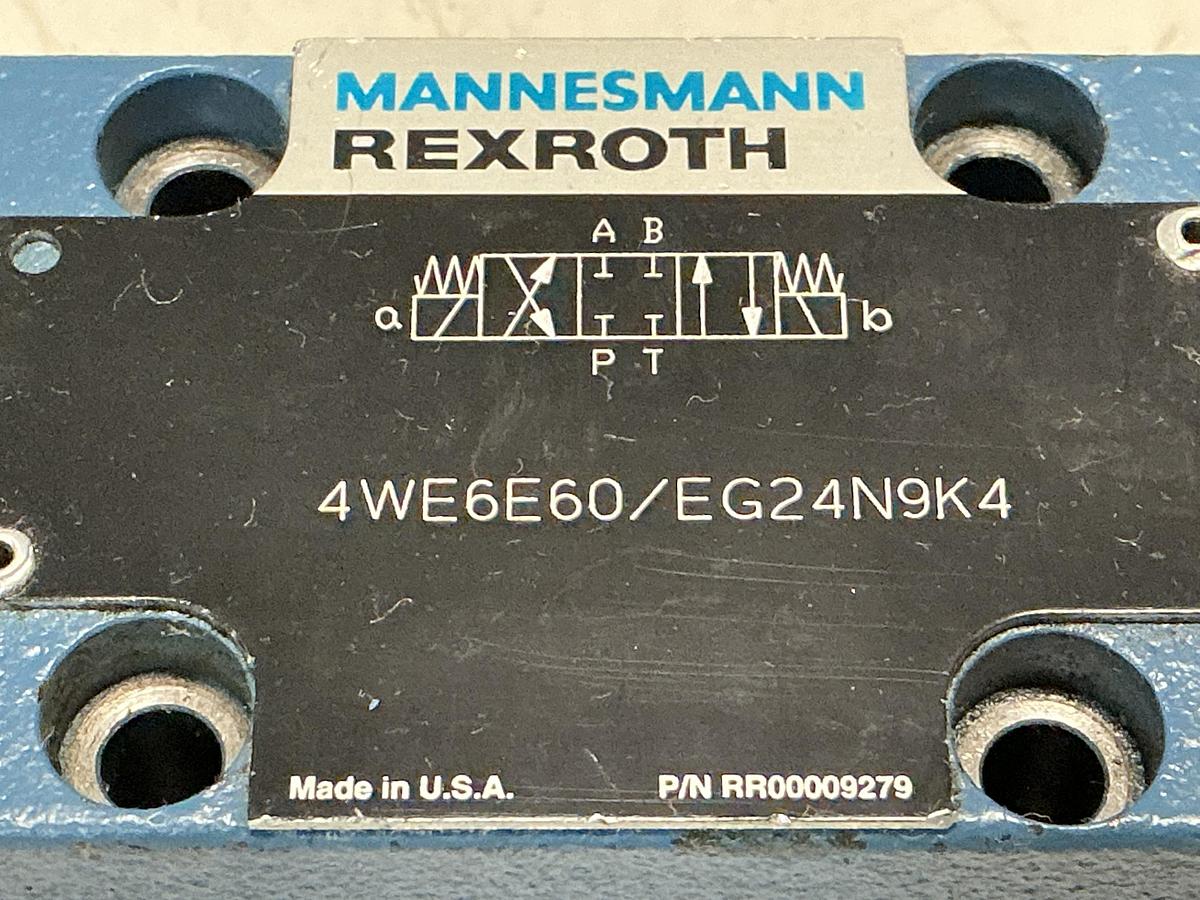 MANNESMANN
REXROTH
A B
a b
P T
4WE6E60/EG24N9K4
Made in U.S.A. P/N RR00009279